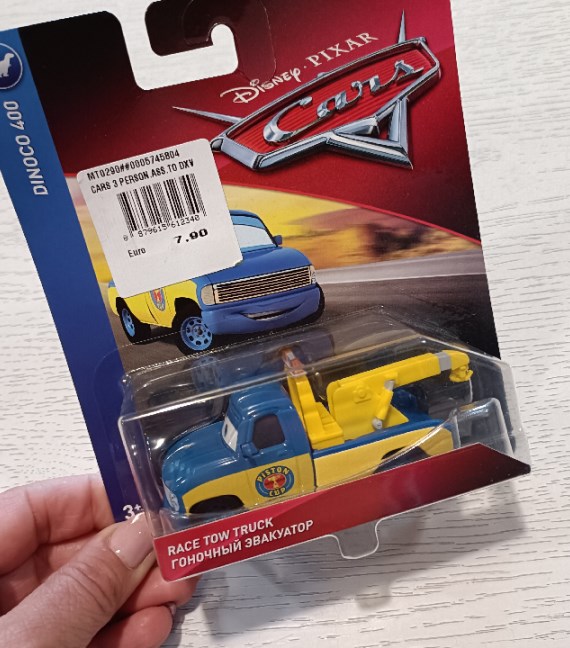 Disney · PIXAR
Cars
DINOCO 400
MT0290##0005745804
CARS 3 PERSON.ASS.TO DXV
Euro 7.90
PISTON
CUP
3+
RACE TOW TRUCK
ГОНОЧНЫЙ ЭВАКУАТОР